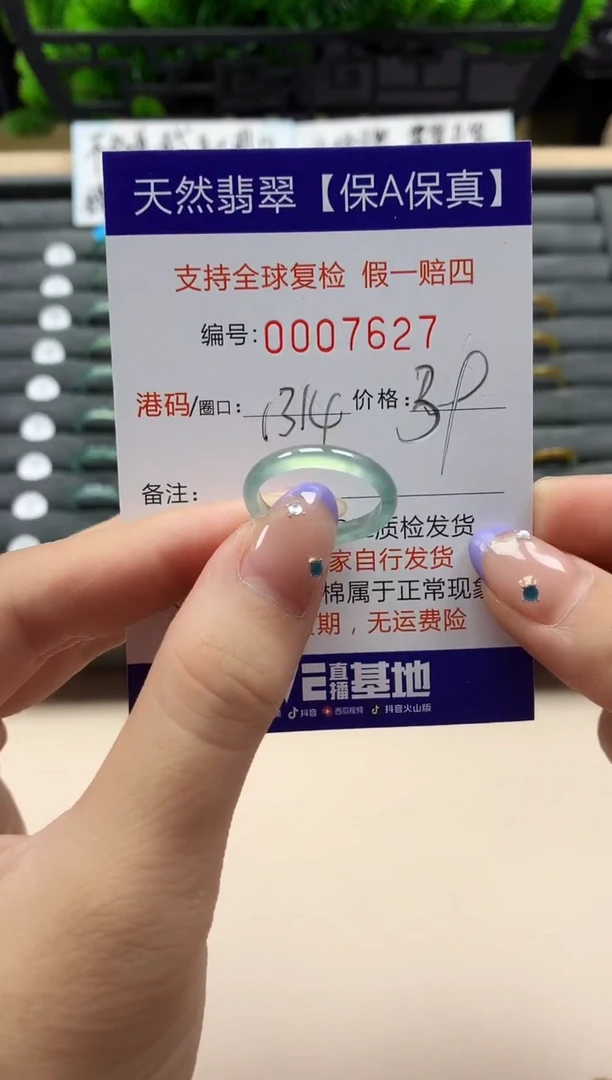 天然翡翠【保A保真】
支持全球复检 假一赔四
编号:0007627
港码/圈口: 1314 价格:
备注:
质检发货
家自行发货
棉属于正常现象
期，无运费险
直播基地
抖音 西瓜视频 抖音火山版